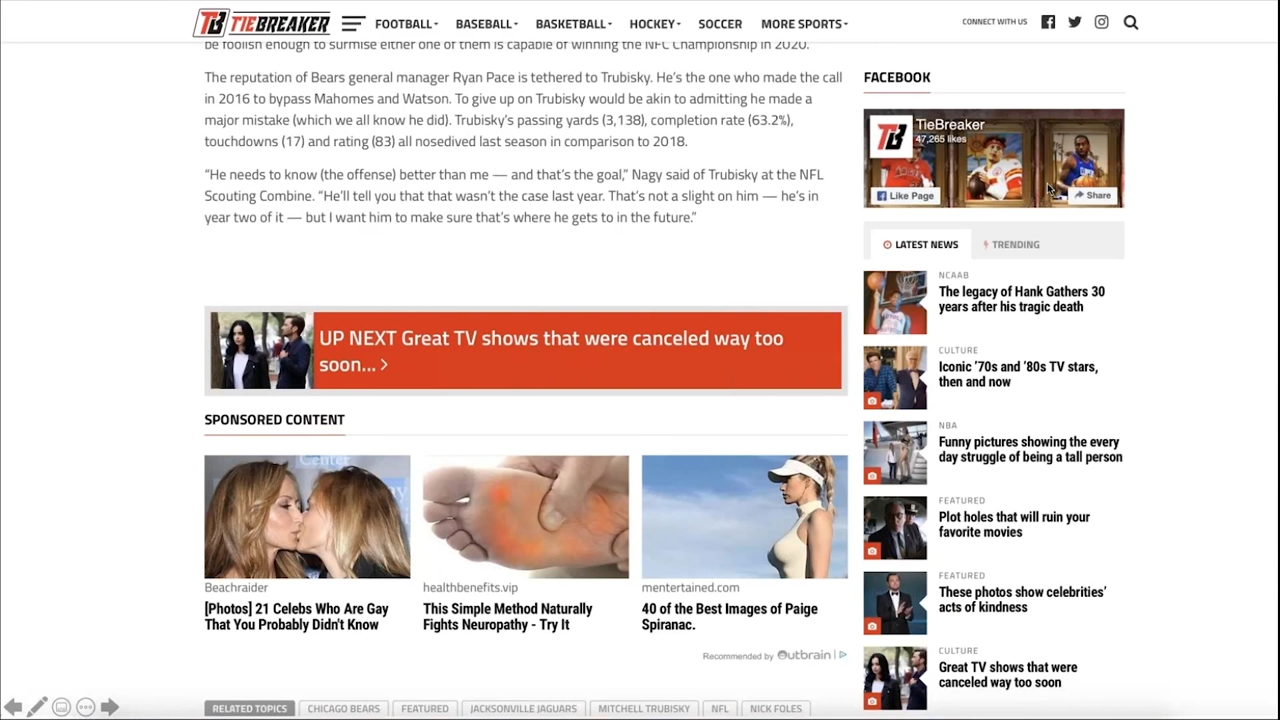 TB TIEBREAKER
FOOTBALL
BASEBALL
BASKETBALL
HOCKEY
SOCCER
MORE SPORTS
CONNECT WITH US
be foolish enough to surmise either one of them is capable of winning the NFC Championship in 2020.
The reputation of Bears general manager Ryan Pace is tethered to Trubisky. He's the one who made the call
in 2016 to bypass Mahomes and Watson. To give up on Trubisky would be akin to admitting he made a
major mistake (which we all know he did). Trubisky's passing yards (3,138), completion rate (63.2%),
touchdowns (17) and rating (83) all nosedived last season in comparison to 2018.
“He needs to know (the offense) better than me — and that's the goal,” Nagy said of Trubisky at the NFL
Scouting Combine. “He'll tell you that that wasn't the case last year. That's not a slight on him — he's in
year two of it — but I want him to make sure that's where he gets to in the future.”
UP NEXT Great TV shows that were canceled way too
soon... >
SPONSORED CONTENT
Center
Beachraider
[Photos] 21 Celebs Who Are Gay
That You Probably Didn't Know
healthbenefits.vip
This Simple Method Naturally
Fights Neuropathy - Try It
mentertained.com
40 of the Best Images of Paige
Spiranac.
Recommended by Outbrain
RELATED TOPICS
CHICAGO BEARS
FEATURED
JACKSONVILLE JAGUARS
MITCHELL TRUBISKY
NFL
NICK FOLES
FACEBOOK
TB
TieBreaker
47,265 likes
Like Page
Share
LATEST NEWS
TRENDING
NCAAB
The legacy of Hank Gathers 30
years after his tragic death
CULTURE
Iconic '70s and '80s TV stars,
then and now
NBA
Funny pictures showing the every
day struggle of being a tall person
FEATURED
Plot holes that will ruin your
favorite movies
FEATURED
These photos show celebrities'
acts of kindness
CULTURE
Great TV shows that were
canceled way too soon